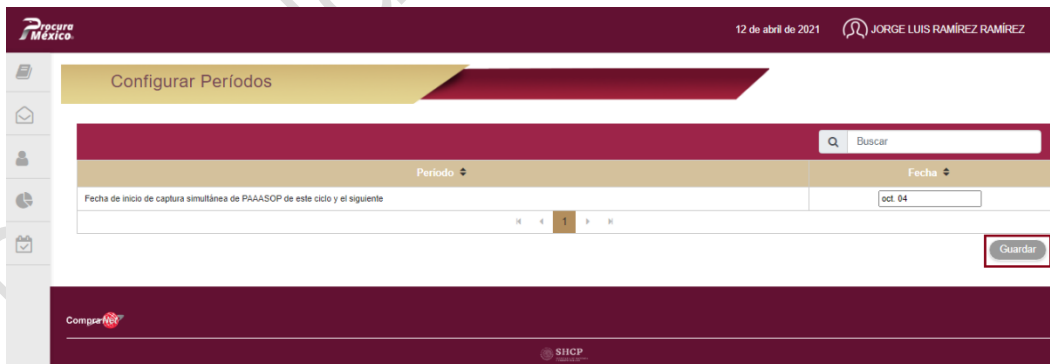 Procura México
12 de abril de 2021 JORGE LUIS RAMÍREZ RAMÍREZ
Configurar Períodos
Buscar
Periodo Fecha
Fecha de inicio de captura simultánea de PAAASOP de este ciclo y el siguiente oct. 04
1
Guardar
CompraNet
SHCP